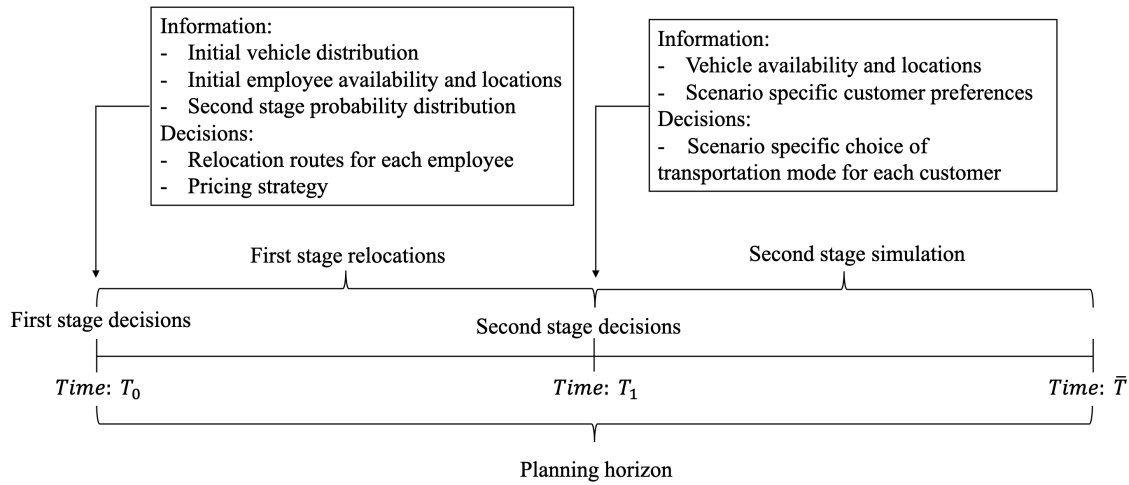 Information:
- Initial vehicle distribution
- Initial employee availability and locations
- Second stage probability distribution
Decisions:
- Relocation routes for each employee
- Pricing strategy
Information:
- Vehicle availability and locations
- Scenario specific customer preferences
Decisions:
- Scenario specific choice of
transportation mode for each customer
First stage relocations
Second stage simulation
First stage decisions
Second stage decisions
Time: T₀
Time: T₁
Time: T̄
Planning horizon